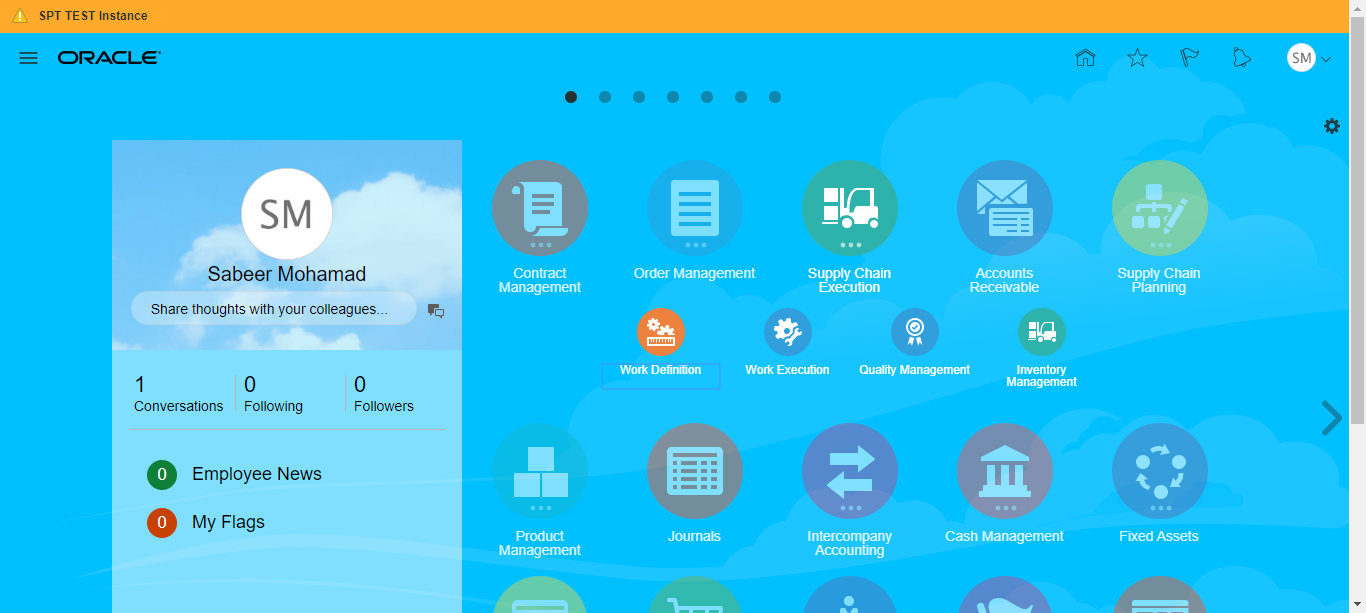 SPT TEST Instance
ORACLE
SM
SM
Sabeer Mohamad
Share thoughts with your colleagues...
1
Conversations
0
Following
0
Followers
0 Employee News
0 My Flags
Contract
Management
Order Management
Supply Chain
Execution
Accounts
Receivable
Supply Chain
Planning
Work Definition
Work Execution
Quality Management
Inventory
Management
Product
Management
Journals
Intercompany
Accounting
Cash Management
Fixed Assets